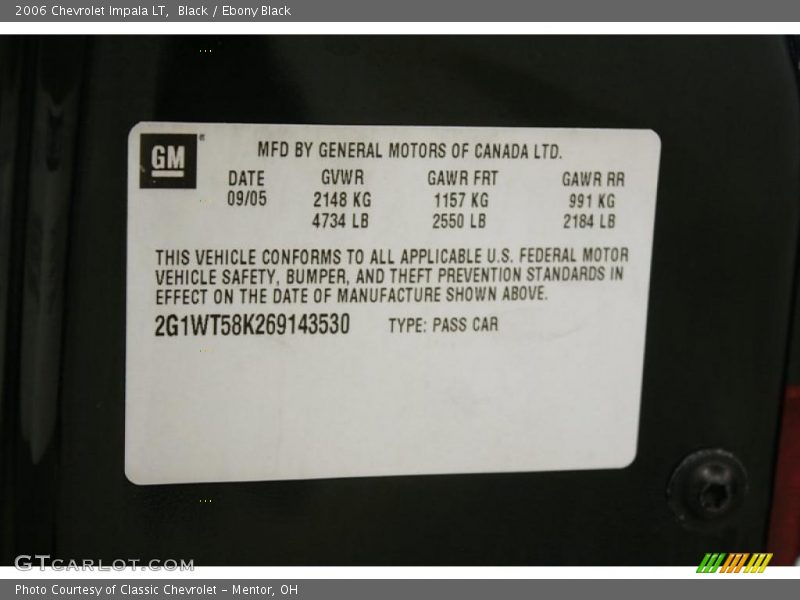 2006 Chevrolet Impala LT, Black / Ebony Black
GM
MFD BY GENERAL MOTORS OF CANADA LTD.
DATE GVWR GAWR FRT GAWR RR
09/05 2148 KG 1157 KG 991 KG
4734 LB 2550 LB 2184 LB
THIS VEHICLE CONFORMS TO ALL APPLICABLE U.S. FEDERAL MOTOR
VEHICLE SAFETY, BUMPER, AND THEFT PREVENTION STANDARDS IN
EFFECT ON THE DATE OF MANUFACTURE SHOWN ABOVE.
2G1WT58K269143530 TYPE: PASS CAR
GTCARLOT.COM
Photo Courtesy of Classic Chevrolet - Mentor, OH